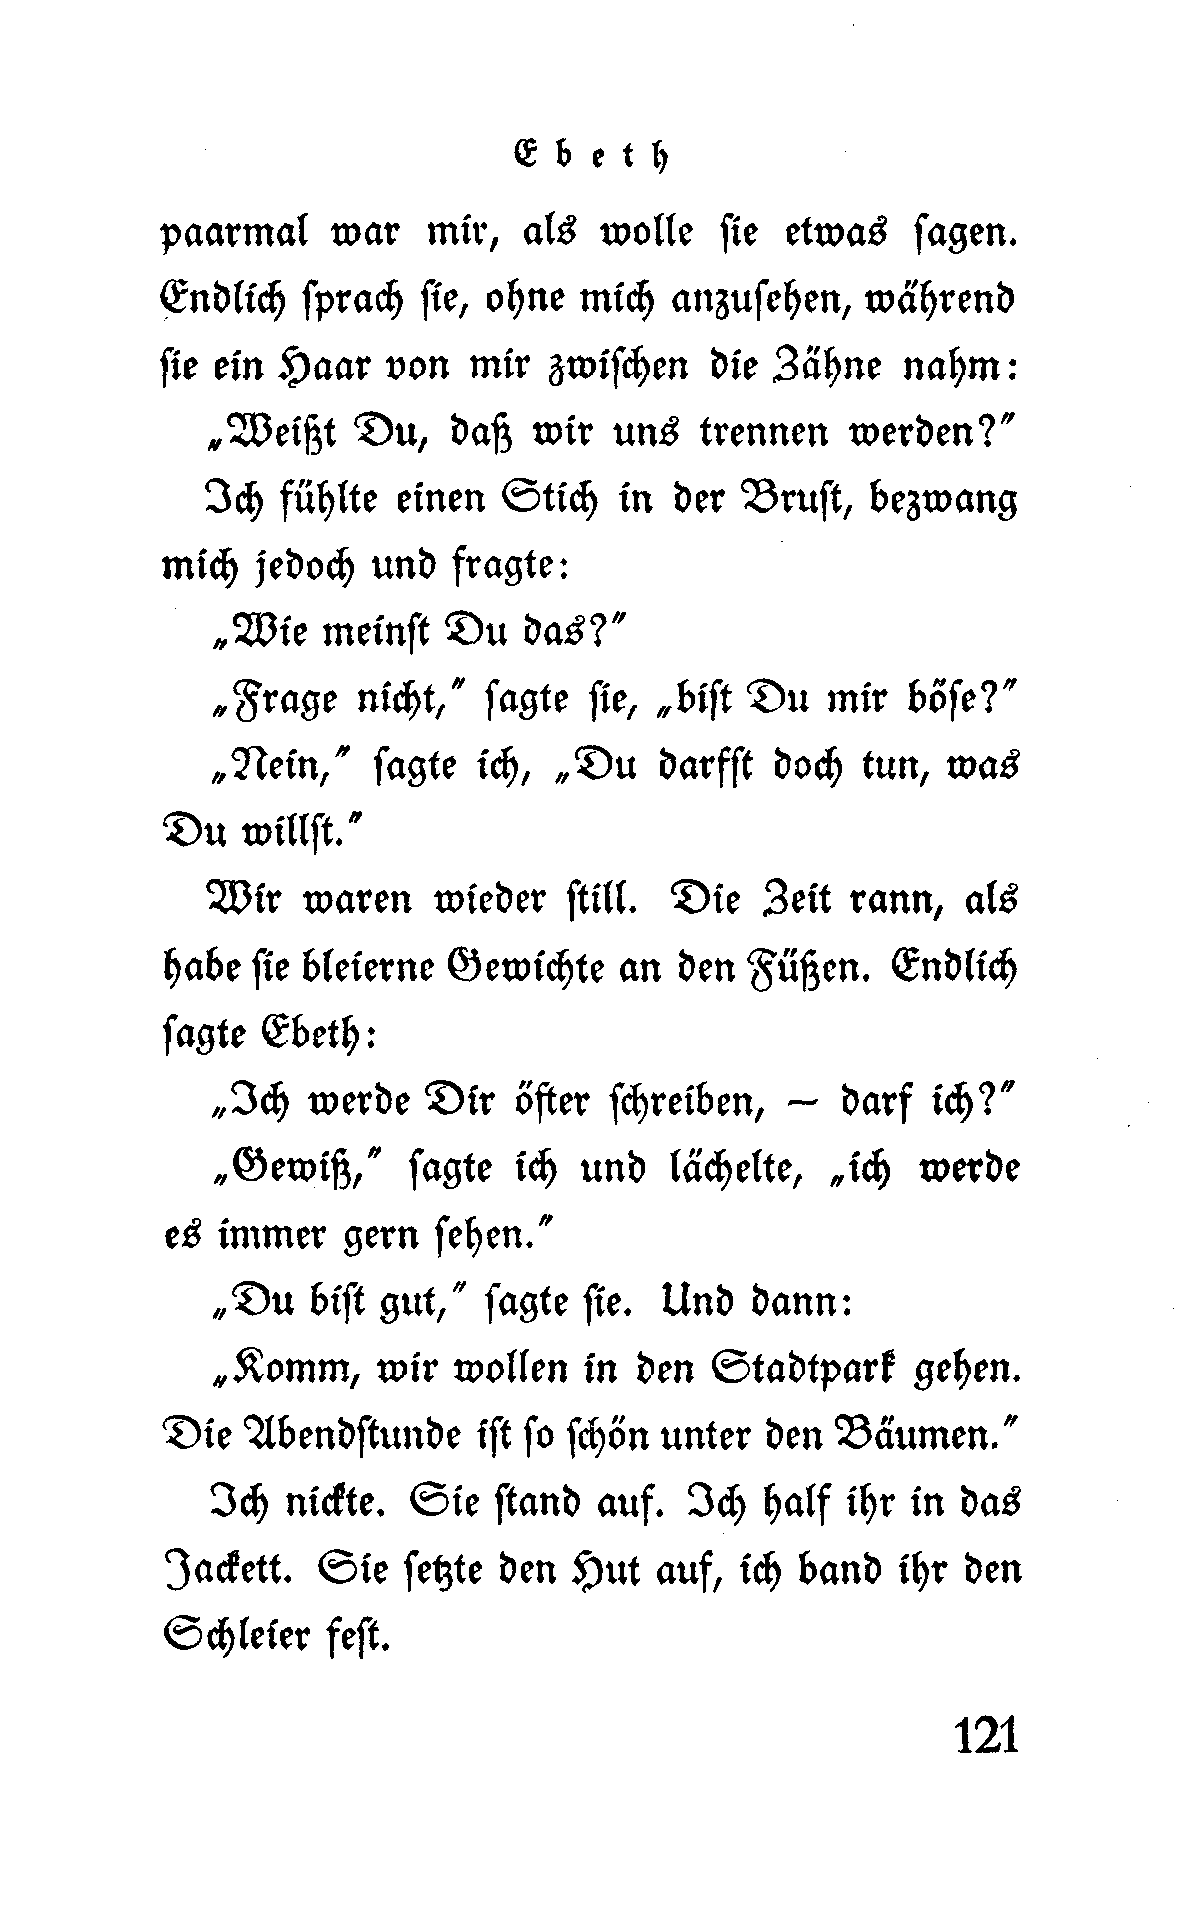 Ebeth
paarmal war mir, als wolle sie etwas sagen.
Endlich sprach sie, ohne mich anzusehen, während
sie ein Haar von mir zwischen die Zähne nahm:
„Weißt Du, daß wir uns trennen werden?"
Ich fühlte einen Stich in der Brust, bezwang
mich jedoch und fragte:
„Wie meinst Du das?"
„Frage nicht," sagte sie, „bist Du mir böse?"
„Nein," sagte ich, „Du darfst doch tun, was
Du willst."
Wir waren wieder still. Die Zeit rann, als
habe sie bleierne Gewichte an den Füßen. Endlich
sagte Ebeth:
„Ich werde Dir öfter schreiben, — darf ich?"
„Gewiß," sagte ich und lächelte, „ich werde
es immer gern sehen."
„Du bist gut," sagte sie. Und dann:
„Komm, wir wollen in den Stadtpark gehen.
Die Abendstunde ist so schön unter den Bäumen."
Ich nickte. Sie stand auf. Ich half ihr in das
Jackett. Sie setzte den Hut auf, ich band ihr den
Schleier fest.
121